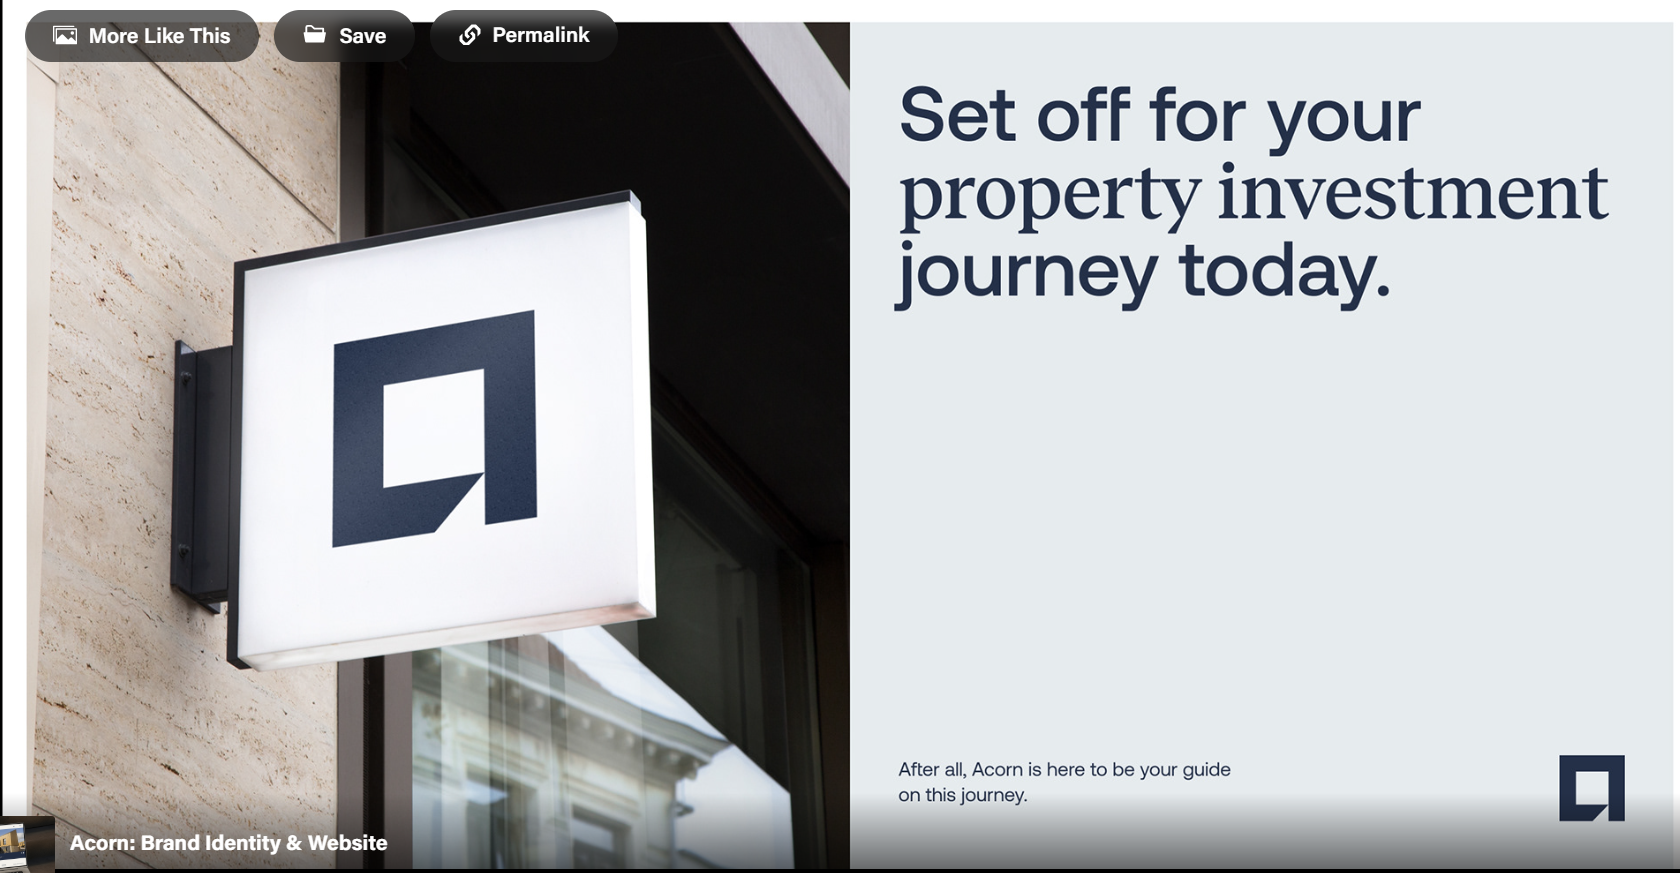 More Like This
Save
Permalink
Set off for your
property investment
journey today.
After all, Acorn is here to be your guide
on this journey.
Acorn: Brand Identity & Website